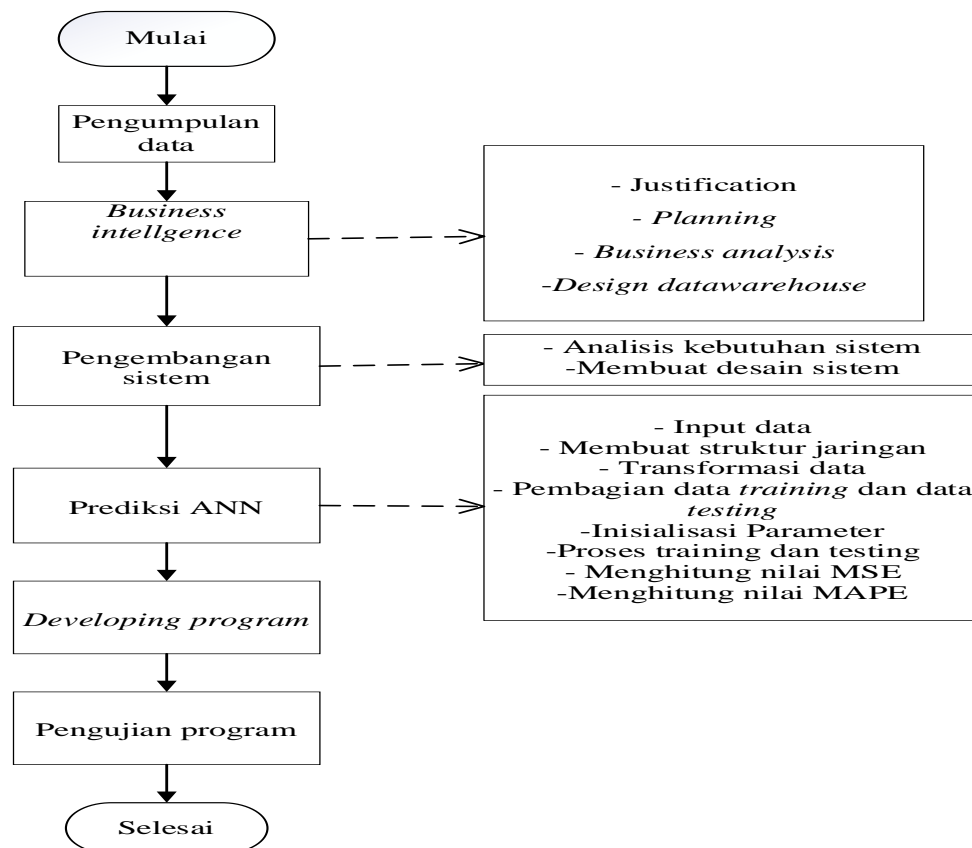 Mulai
Pengumpulan
data
Business
intellgence
- Justification
- Planning
- Business analysis
-Design datawarehouse
Pengembangan
sistem
- Analisis kebutuhan sistem
-Membuat desain sistem
Prediksi ANN
- Input data
- Membuat struktur jaringan
- Transformasi data
- Pembagian data training dan data
testing
-Inisialisasi Parameter
-Proses training dan testing
- Menghitung nilai MSE
-Menghitung nilai MAPE
Developing program
Pengujian program
Selesai